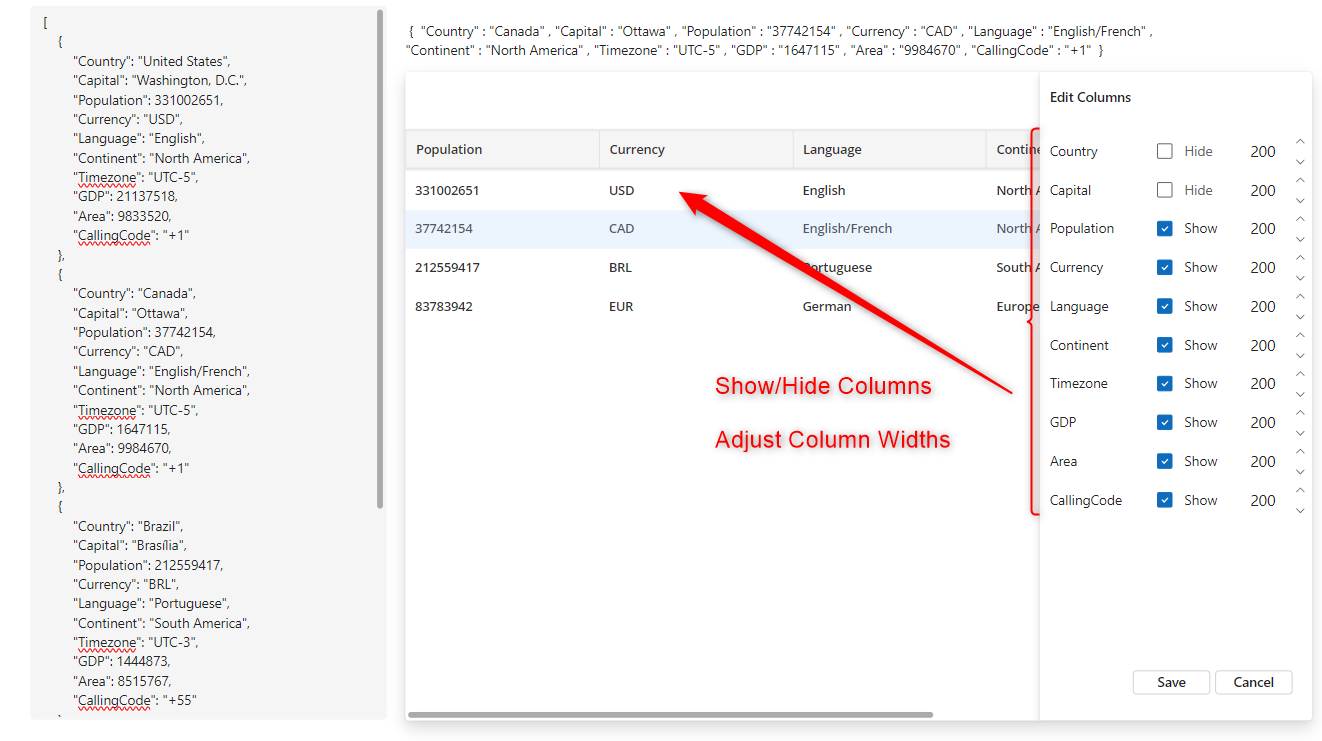 [
{
"Country": "United States",
"Capital": "Washington, D.C.",
"Population": 331002651,
"Currency": "USD",
"Language": "English",
"Continent": "North America",
"Timezone": "UTC-5",
"GDP": 21137518,
"Area": 9833520,
"CallingCode": "+1"
},
{
"Country": "Canada",
"Capital": "Ottawa",
"Population": 37742154,
"Currency": "CAD",
"Language": "English/French",
"Continent": "North America",
"Timezone": "UTC-5",
"GDP": 1647115,
"Area": 9984670,
"CallingCode": "+1"
},
{
"Country": "Brazil",
"Capital": "Brasília",
"Population": 212559417,
"Currency": "BRL",
"Language": "Portuguese",
"Continent": "South America",
"Timezone": "UTC-3",
"GDP": 1444873,
"Area": 8515767,
"CallingCode": "+55"
{ "Country" : "Canada" , "Capital" : "Ottawa" , "Population" : "37742154" , "Currency" : "CAD" , "Language" : "English/French" ,
"Continent" : "North America" , "Timezone" : "UTC-5" , "GDP" : "1647115" , "Area" : "9984670" , "CallingCode" : "+1" }
Population Currency Language Contine
331002651 USD English North A
37742154 CAD English/French North A
212559417 BRL Portuguese South A
83783942 EUR German Europe
Show/Hide Columns
Adjust Column Widths
Edit Columns
Country Hide 200
Capital Hide 200
Population Show 200
Currency Show 200
Language Show 200
Continent Show 200
Timezone Show 200
GDP Show 200
Area Show 200
CallingCode Show 200
Save Cancel